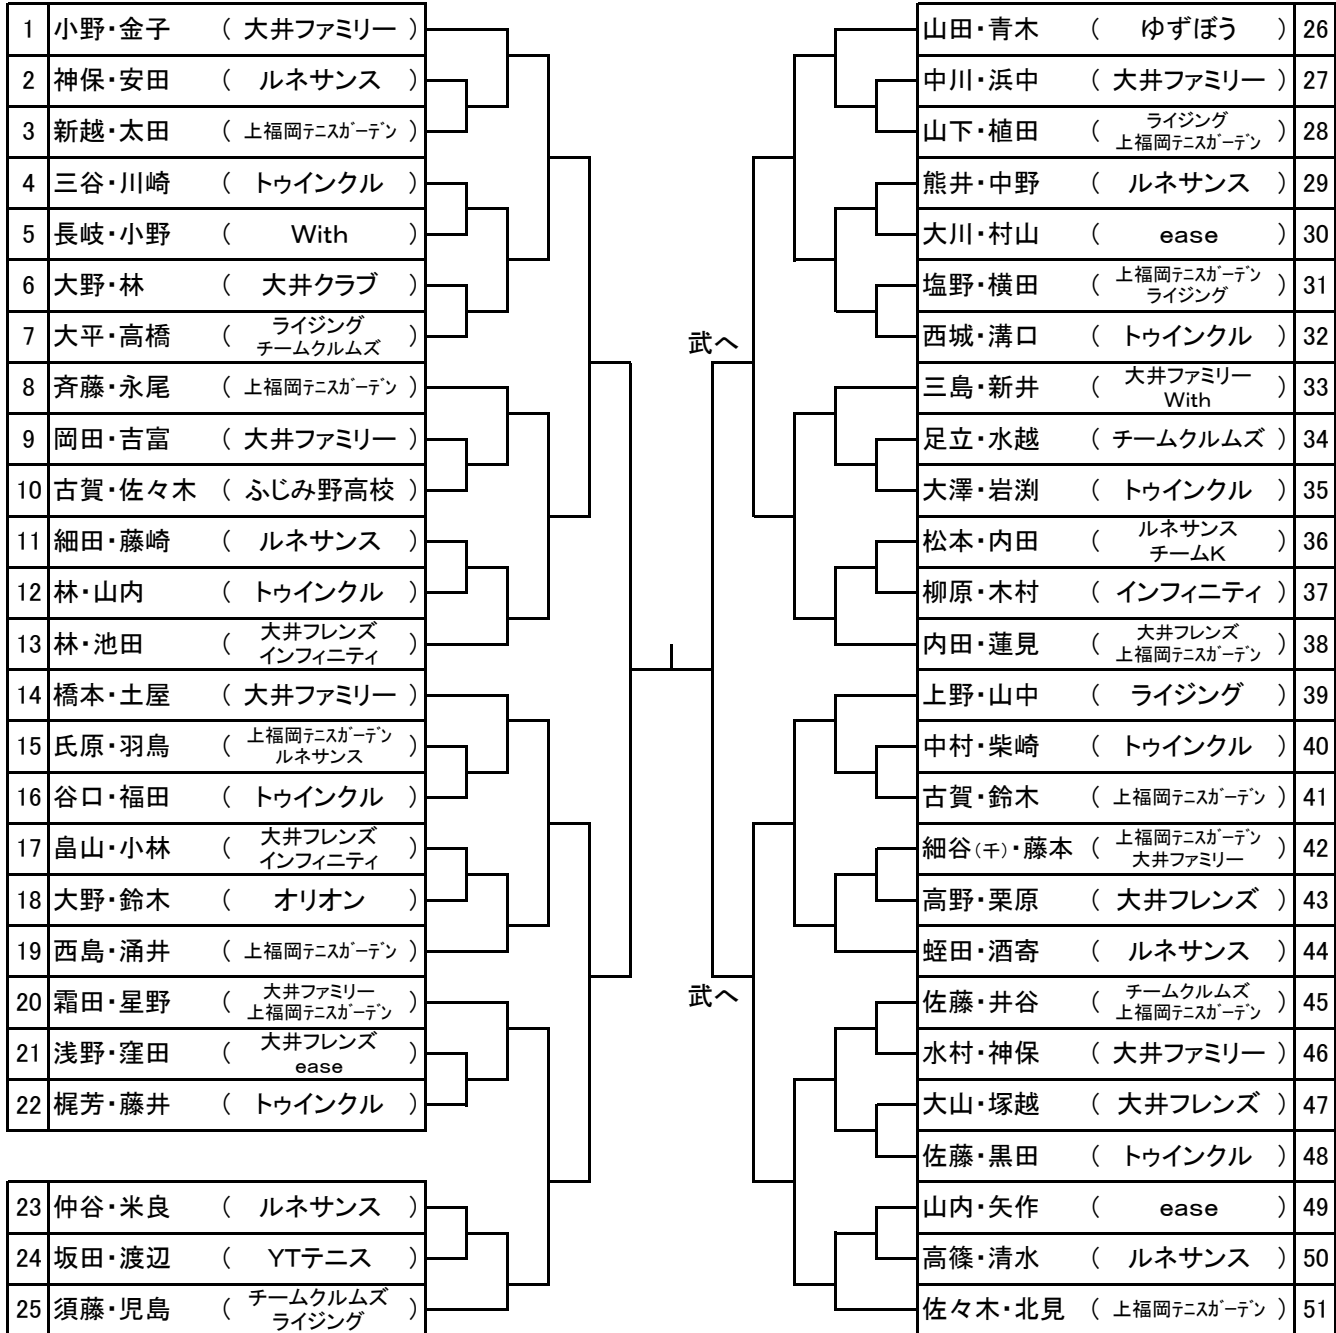 1 小野・金子 ( 大井ファミリー )
2 神保・安田 ( ルネサンス )
3 新越・太田 ( 上福岡ﾃﾆｽｶﾞｰﾃﾞﾝ )
4 三谷・川崎 ( トゥインクル )
5 長岐・小野 ( With )
6 大野・林 ( 大井クラブ )
7 大平・高橋 ( ライジング
チームクルムズ )
8 斉藤・永尾 ( 上福岡ﾃﾆｽｶﾞｰﾃﾞﾝ )
9 岡田・吉富 ( 大井ファミリー )
10 古賀・佐々木 ( ふじみ野高校 )
11 細田・藤崎 ( ルネサンス )
12 林・山内 ( トゥインクル )
13 林・池田 ( 大井フレンズ
インフィニティ )
14 橋本・土屋 ( 大井ファミリー )
15 氏原・羽鳥 ( 上福岡ﾃﾆｽｶﾞｰﾃﾞﾝ
ルネサンス )
16 谷口・福田 ( トゥインクル )
17 畠山・小林 ( 大井フレンズ
インフィニティ )
18 大野・鈴木 ( オリオン )
19 西島・涌井 ( 上福岡ﾃﾆｽｶﾞｰﾃﾞﾝ )
20 霜田・星野 ( 大井ファミリー
上福岡ﾃﾆｽｶﾞｰﾃﾞﾝ )
21 浅野・窪田 ( 大井フレンズ
ease )
22 梶芳・藤井 ( トゥインクル )
23 仲谷・米良 ( ルネサンス )
24 坂田・渡辺 ( YTテニス )
25 須藤・児島 ( チームクルムズ
ライジング )
武へ
武へ
山田・青木 ( ゆずぼう ) 26
中川・浜中 ( 大井ファミリー ) 27
山下・植田 ( ライジング
上福岡ﾃﾆｽｶﾞｰﾃﾞﾝ ) 28
熊井・中野 ( ルネサンス ) 29
大川・村山 ( ease ) 30
塩野・横田 ( 上福岡ﾃﾆｽｶﾞｰﾃﾞﾝ
ライジング ) 31
西城・溝口 ( トゥインクル ) 32
三島・新井 ( 大井ファミリー
With ) 33
足立・水越 ( チームクルムズ ) 34
大澤・岩渕 ( トゥインクル ) 35
松本・内田 ( ルネサンス
チームK ) 36
柳原・木村 ( インフィニティ ) 37
内田・蓮見 ( 大井フレンズ
上福岡ﾃﾆｽｶﾞｰﾃﾞﾝ ) 38
上野・山中 ( ライジング ) 39
中村・柴崎 ( トゥインクル ) 40
古賀・鈴木 ( 上福岡ﾃﾆｽｶﾞｰﾃﾞﾝ ) 41
細谷(千)・藤本 ( 上福岡ﾃﾆｽｶﾞｰﾃﾞﾝ
大井ファミリー ) 42
高野・栗原 ( 大井フレンズ ) 43
蛭田・酒寄 ( ルネサンス ) 44
佐藤・井谷 ( チームクルムズ
上福岡ﾃﾆｽｶﾞｰﾃﾞﾝ ) 45
水村・神保 ( 大井ファミリー ) 46
大山・塚越 ( 大井フレンズ ) 47
佐藤・黒田 ( トゥインクル ) 48
山内・矢作 ( ease ) 49
高篠・清水 ( ルネサンス ) 50
佐々木・北見 ( 上福岡ﾃﾆｽｶﾞｰﾃﾞﾝ ) 51